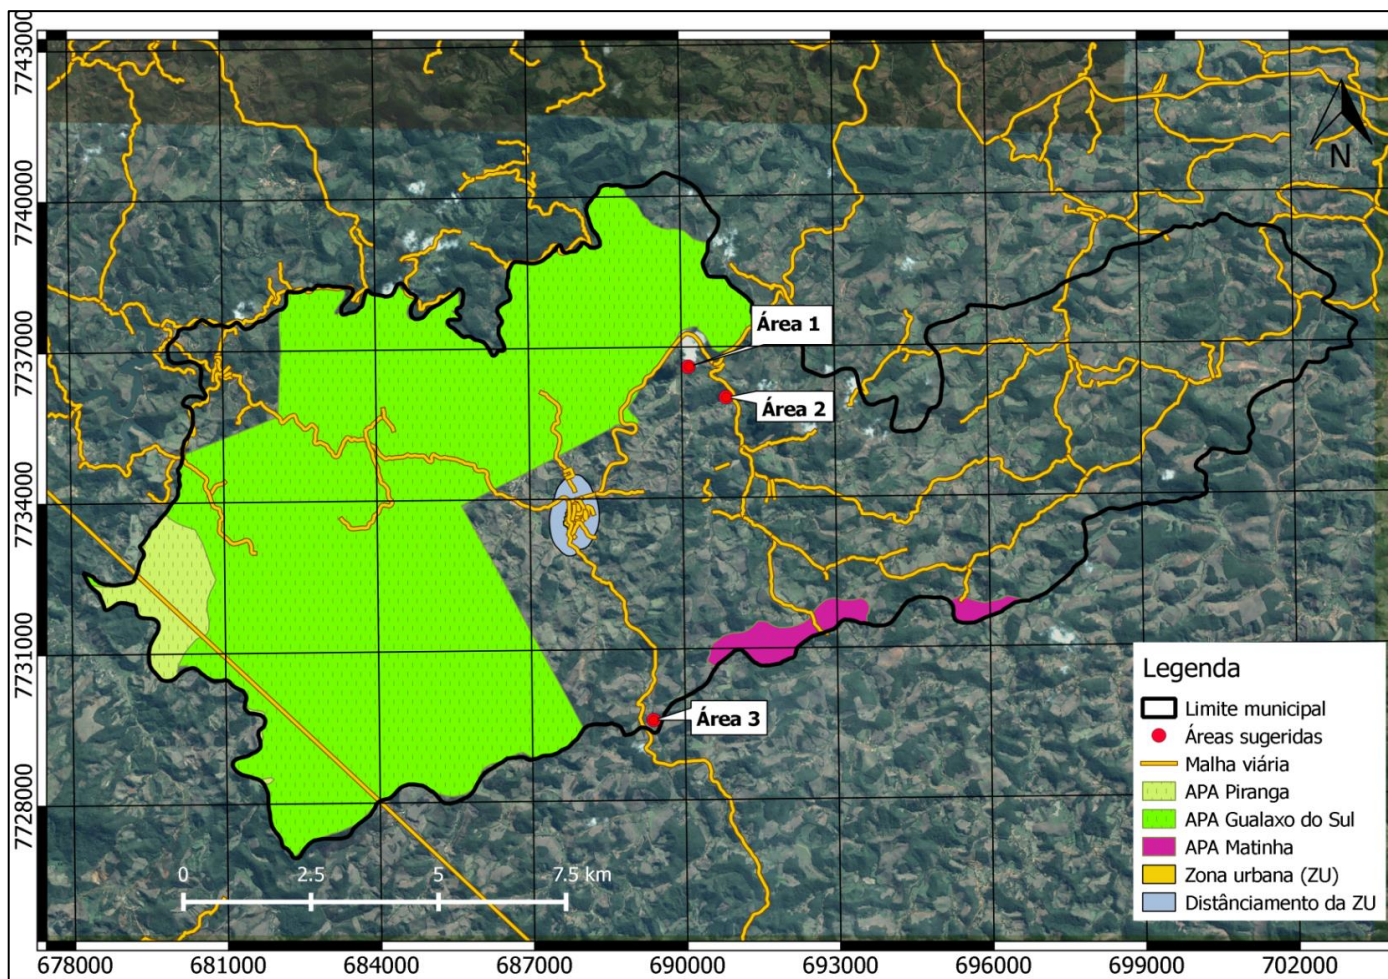 7743000
7740000
7737000
7734000
7731000
7728000
N
Área 1
Área 2
Área 3
0
2.5
5
7.5 km
Legenda
Limite municipal
Áreas sugeridas
Malha viária
APA Piranga
APA Gualaxo do Sul
APA Matinha
Zona urbana (ZU)
Distânciamento da ZU
678000 681000 684000 687000 690000 693000 696000 699000 702000